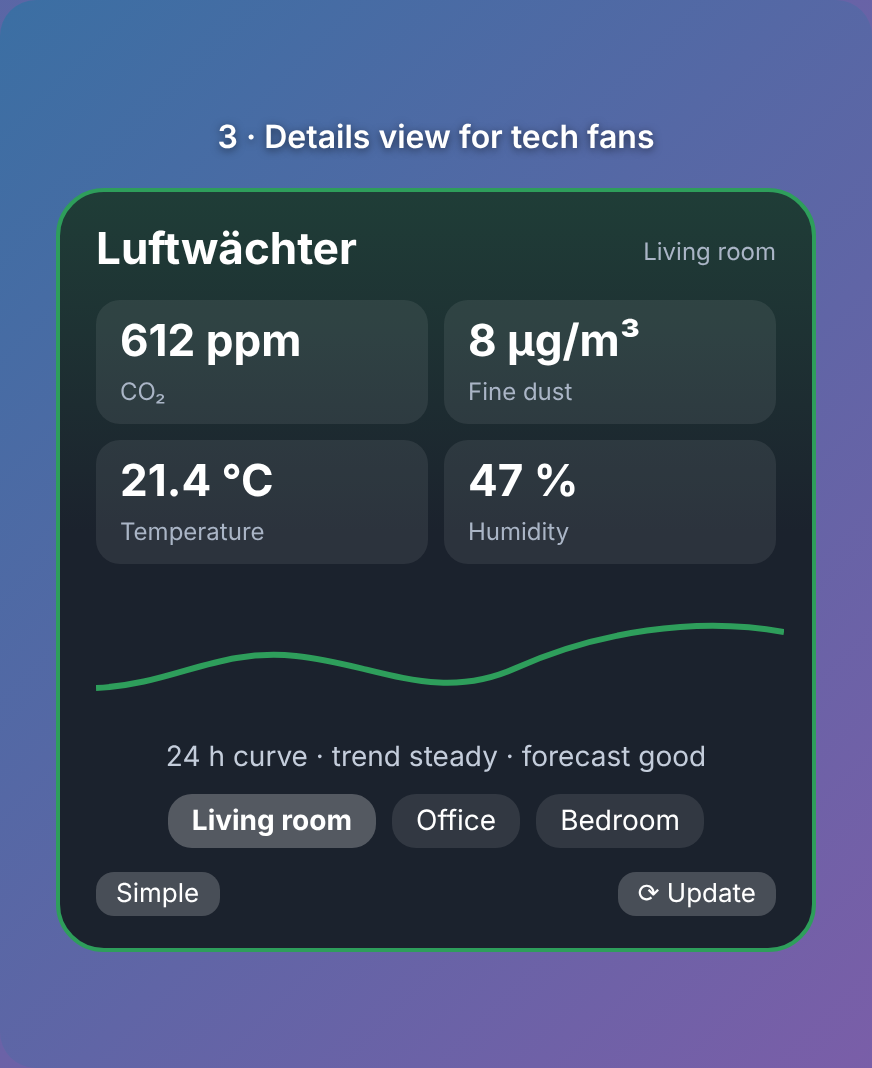 3 · Details view for tech fans
Luftwächter
Living room
612 ppm
CO₂
8 µg/m³
Fine dust
21.4 °C
Temperature
47 %
Humidity
24 h curve · trend steady · forecast good
Living room
Office
Bedroom
Simple
⟳ Update